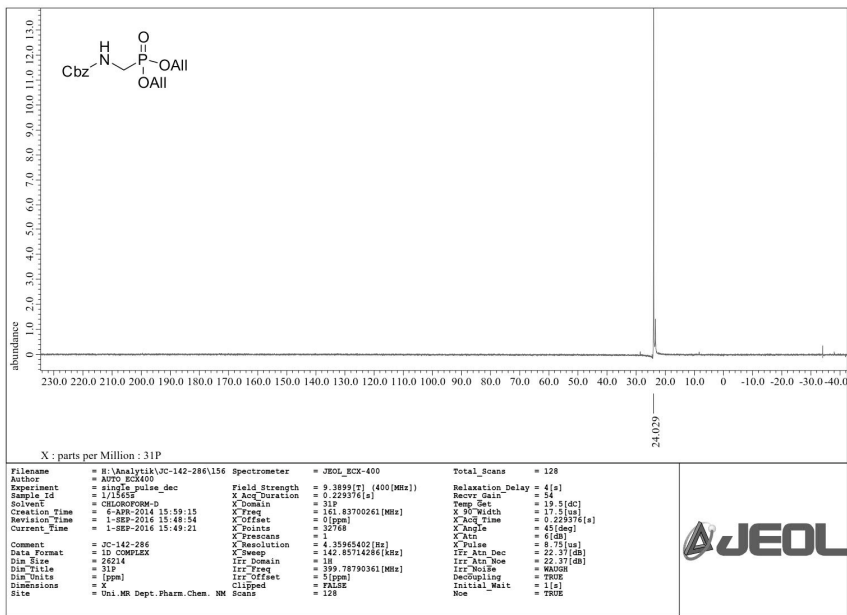 13.0
12.0
11.0
10.0
9.0
8.0
7.0
6.0
5.0
4.0
3.0
2.0
1.0
0
abundance
H
N
O
Cbz
P
OAll
OAll
230.0 220.0 210.0 200.0 190.0 180.0 170.0 160.0 150.0 140.0 130.0 120.0 110.0 100.0 90.0 80.0 70.0 60.0 50.0 40.0 30.0 20.0 10.0 0 -10.0 -20.0 -30.0 -40.0
24.029
X : parts per Million : 31P
Filename = H:\Analytik\JC-142-286\156
Author = AUTO_ECX400
Experiment = single_pulse_dec
Sample_Id = 1/1565s
Solvent = CHLOROFORM-D
Creation_Time = 6-APR-2014 15:59:15
Revision_Time = 1-SEP-2016 15:48:54
Current_Time = 1-SEP-2016 15:49:21
Comment = JC-142-286
Data_Format = 1D COMPLEX
Dim_Size = 26214
Dim_Title = 31P
Dim_Units = [ppm]
Dimensions = X
Site = Uni.MR Dept.Pharm.Chem. NM
Spectrometer = JEOL_ECX-400
Field_Strength = 9.3899[T] (400[MHz])
X_Acq_Duration = 0.229376[s]
X_Domain = 31P
X_Freq = 161.83700261[MHz]
X_Offset = 0[ppm]
X_Points = 32768
X_Prescans = 1
X_Resolution = 4.35965402[Hz]
X_Sweep = 142.85714286[kHz]
Irr_Domain = 1H
Irr_Freq = 399.78790361[MHz]
Irr_Offset = 5[ppm]
Clipped = FALSE
Scans = 128
Total_Scans = 128
Relaxation_Delay = 4[s]
Recvr_Gain = 54
Temp_Get = 19.5[dC]
X_90_Width = 17.5[us]
X_Acq_Time = 0.229376[s]
X_Angle = 45[deg]
X_Atn = 6[dB]
X_Pulse = 8.75[us]
Irr_Atn_Dec = 22.37[dB]
Irr_Atn_Noe = 22.37[dB]
Irr_Noise = WAUGH
Decoupling = TRUE
Initial_Wait = 1[s]
Noe = TRUE
JEOL